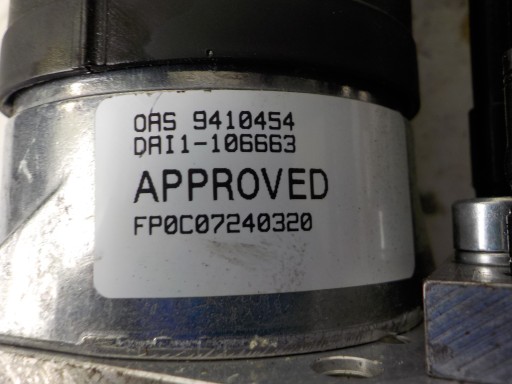 OAS 9410454
DAI1-106663
APPROVED
FP0C07240320